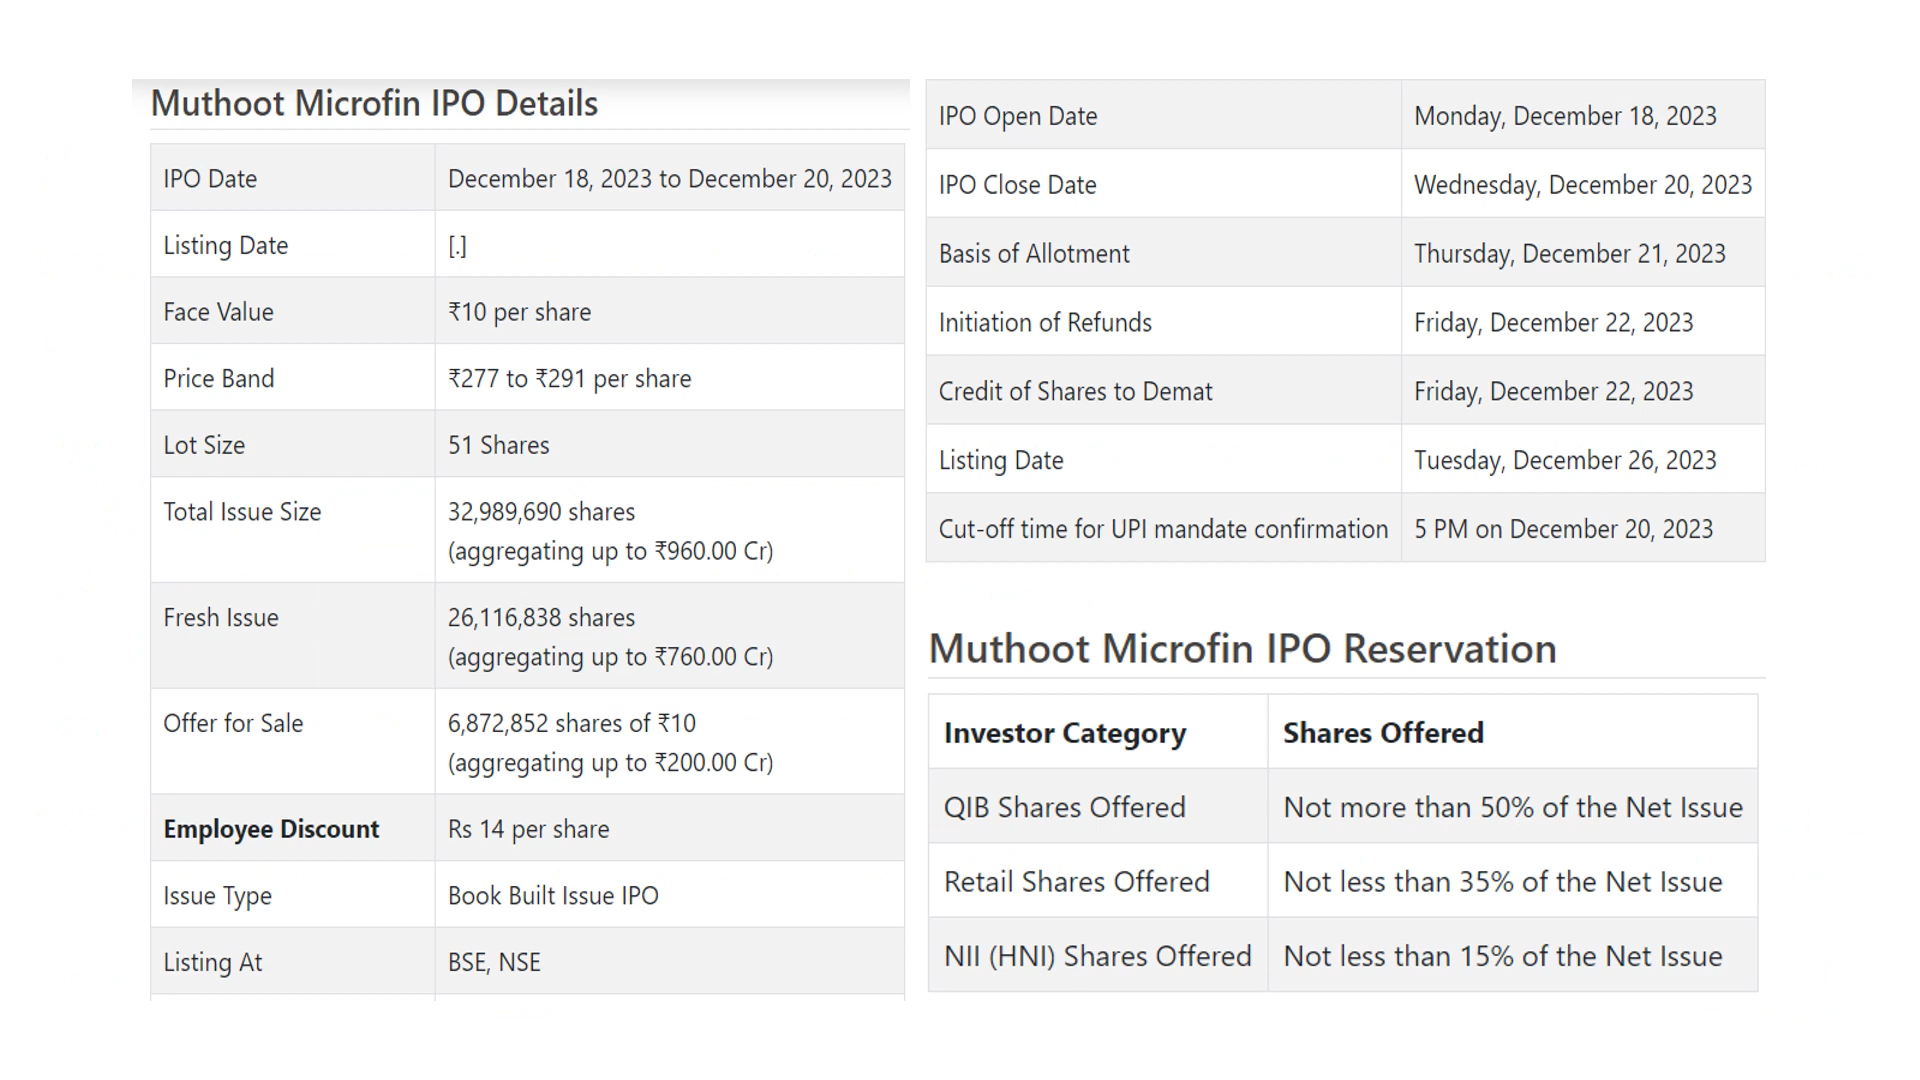 Muthoot Microfin IPO Details
IPO Date December 18, 2023 to December 20, 2023
Listing Date [.]
Face Value ₹10 per share
Price Band ₹277 to ₹291 per share
Lot Size 51 Shares
Total Issue Size 32,989,690 shares
(aggregating up to ₹960.00 Cr)
Fresh Issue 26,116,838 shares
(aggregating up to ₹760.00 Cr)
Offer for Sale 6,872,852 shares of ₹10
(aggregating up to ₹200.00 Cr)
Employee Discount Rs 14 per share
Issue Type Book Built Issue IPO
Listing At BSE, NSE
IPO Open Date Monday, December 18, 2023
IPO Close Date Wednesday, December 20, 2023
Basis of Allotment Thursday, December 21, 2023
Initiation of Refunds Friday, December 22, 2023
Credit of Shares to Demat Friday, December 22, 2023
Listing Date Tuesday, December 26, 2023
Cut-off time for UPI mandate confirmation 5 PM on December 20, 2023
Muthoot Microfin IPO Reservation
Investor Category Shares Offered
QIB Shares Offered Not more than 50% of the Net Issue
Retail Shares Offered Not less than 35% of the Net Issue
NII (HNI) Shares Offered Not less than 15% of the Net Issue